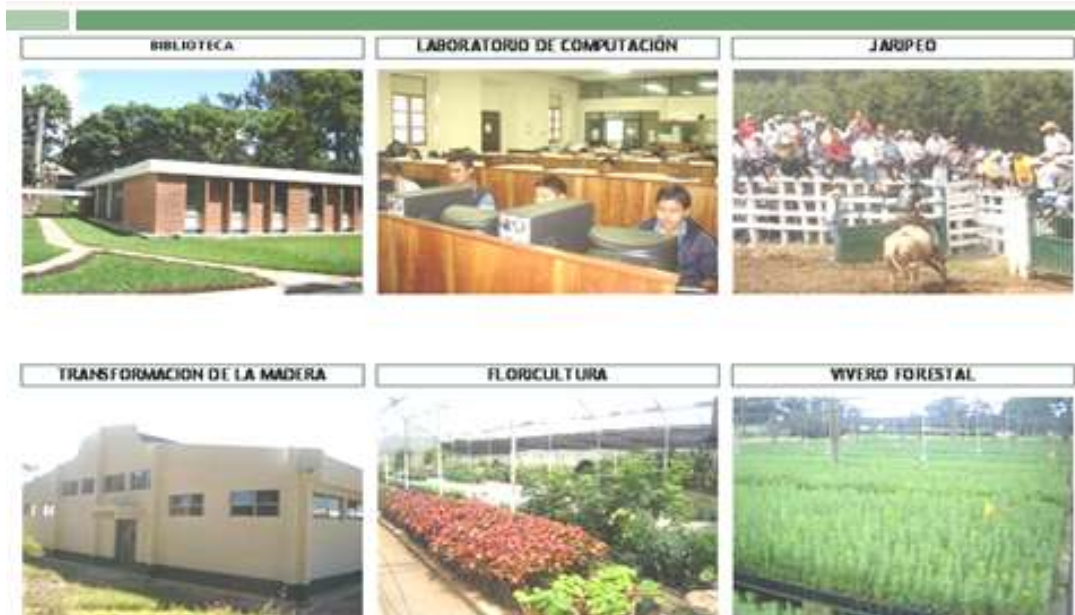 BIBLIOTECA
LABORATORIO DE COMPUTACIÓN
JARIPEO
TRANSFORMACION DE LA MADERA
FLORICULTURA
VIVERO FORESTAL